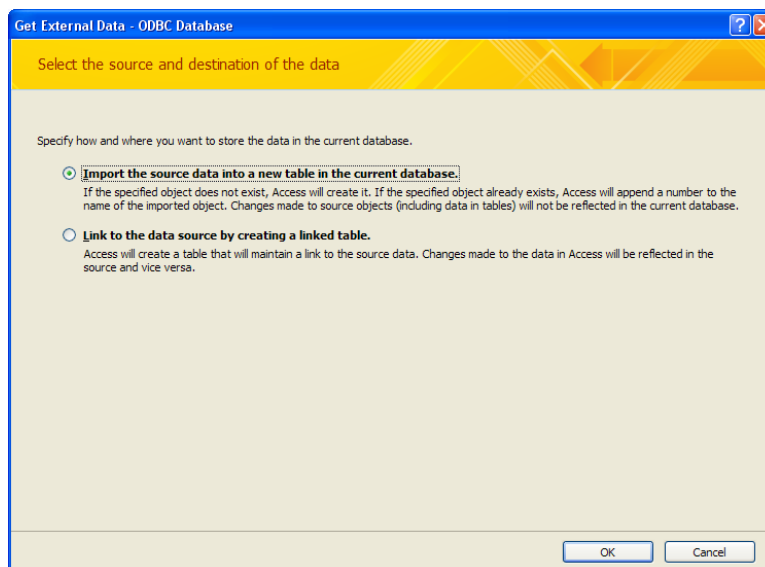 Get External Data - ODBC Database
Select the source and destination of the data
Specify how and where you want to store the data in the current database.
Import the source data into a new table in the current database.
If the specified object does not exist, Access will create it. If the specified object already exists, Access will append a number to the
name of the imported object. Changes made to source objects (including data in tables) will not be reflected in the current database.
Link to the data source by creating a linked table.
Access will create a table that will maintain a link to the source data. Changes made to the data in Access will be reflected in the
source and vice versa.
OK Cancel